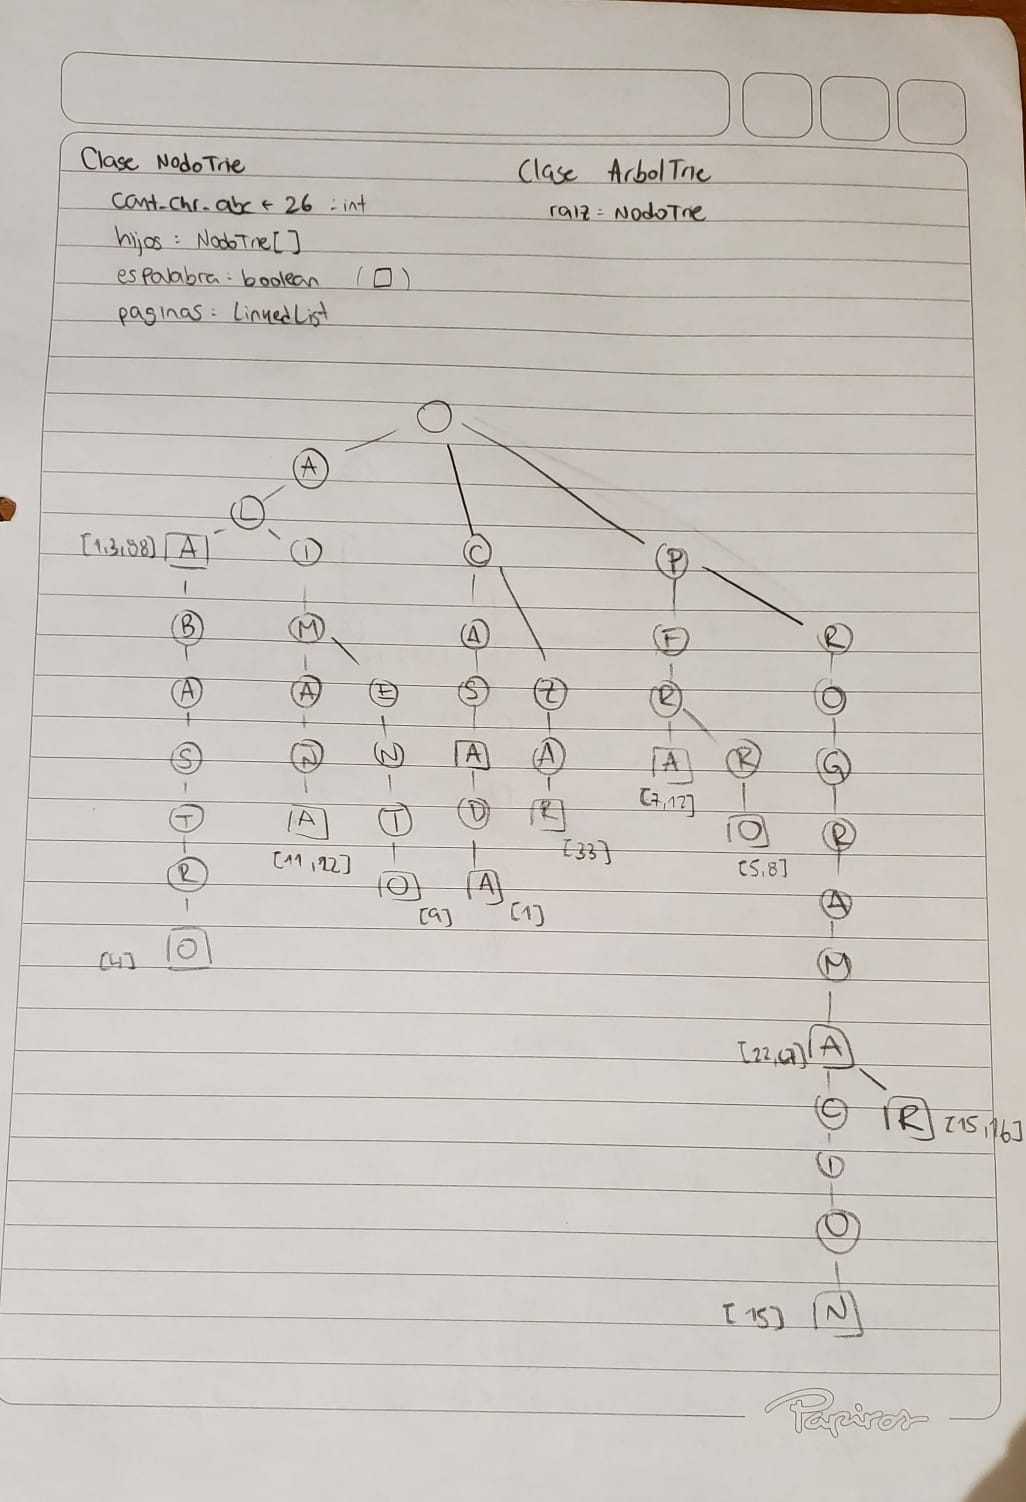 Clase NodoTrie
Clase ArbolTrie
cant-chr-abc ← 26 : int
raiz = NodoTrie
hijos : NodoTrie[]
esPalabra : boolean (□)
paginas : LinkedList
A
L
[1,3,88] A I C P
B M A F R
A A E S Z R O
S N N A A A R G
[7,12]
T A T D R O R
[11,22] [33] [5,8]
R O A A
[9] [1]
[4] O M
[22,67] A
C R [15,16]
I
O
[15] N
Papiros